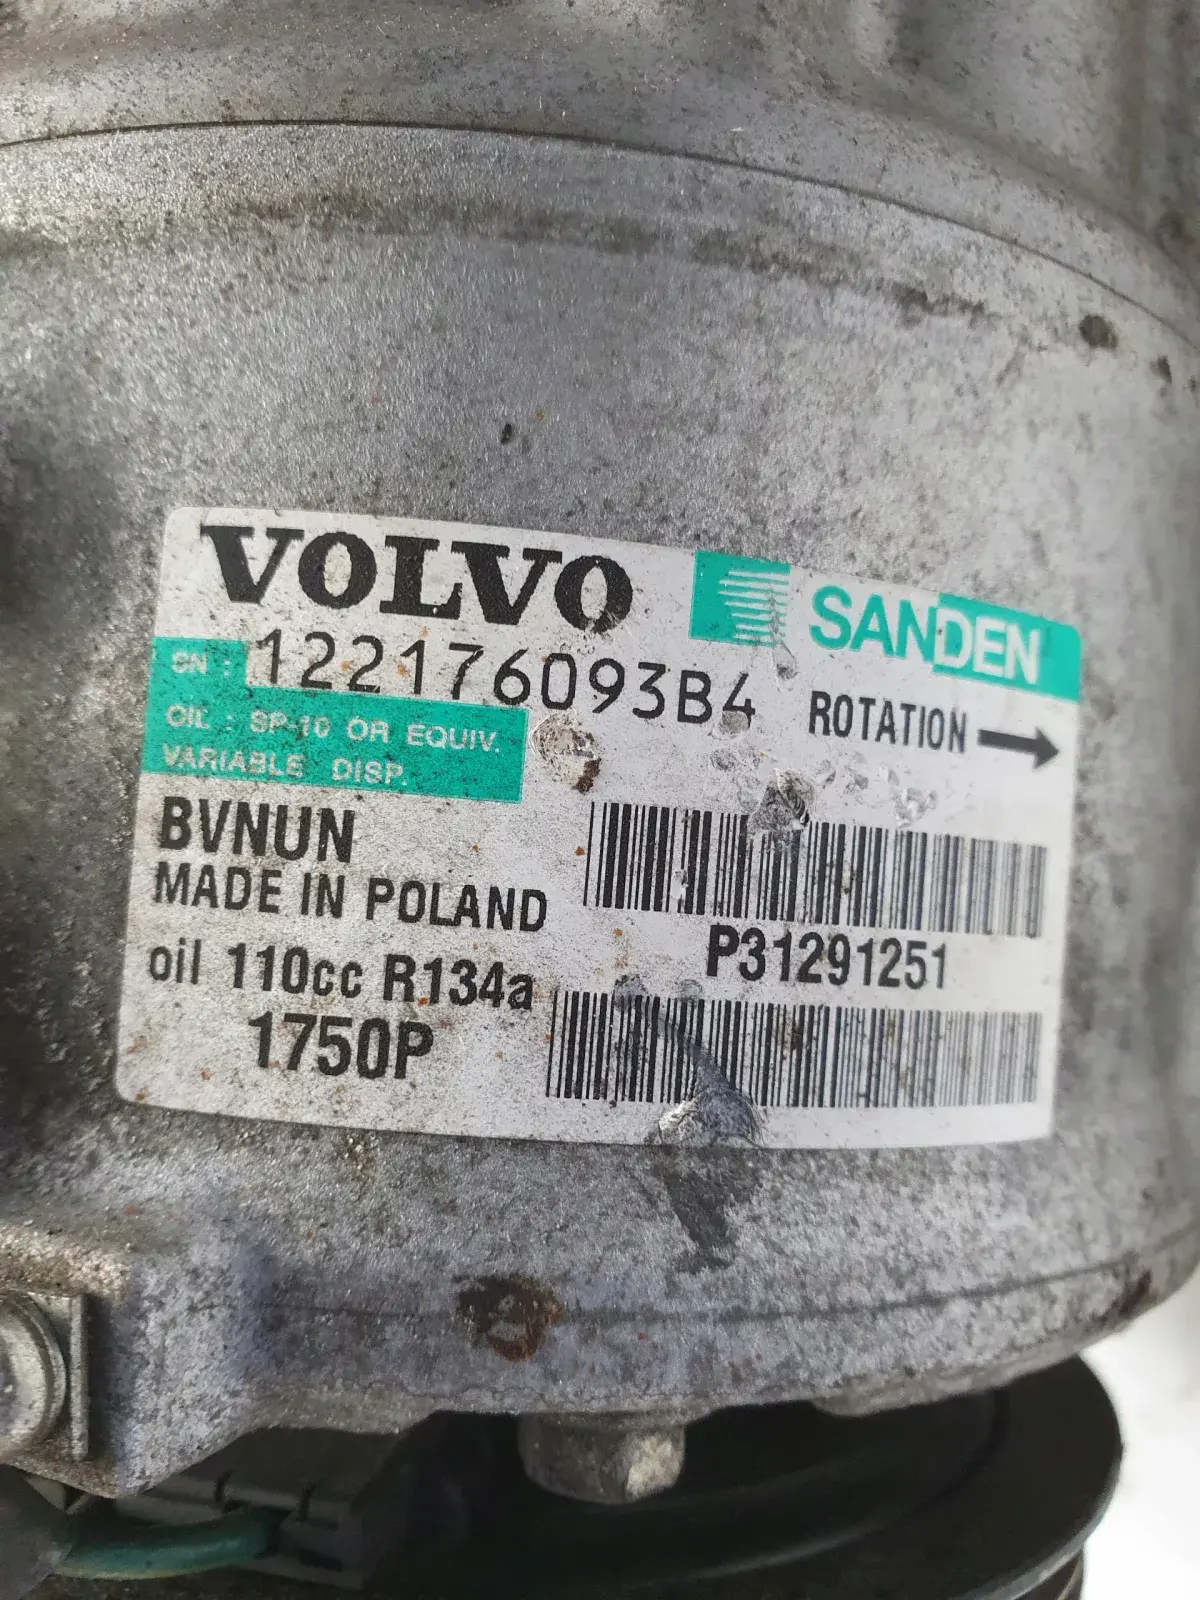 VOLVO
SANDEN
SN : 122176093B4
ROTATION
OIL : SP-10 OR EQUIV.
VARIABLE DISP.
BVNUN
MADE IN POLAND
P31291251
oil 110cc R134a
1750P